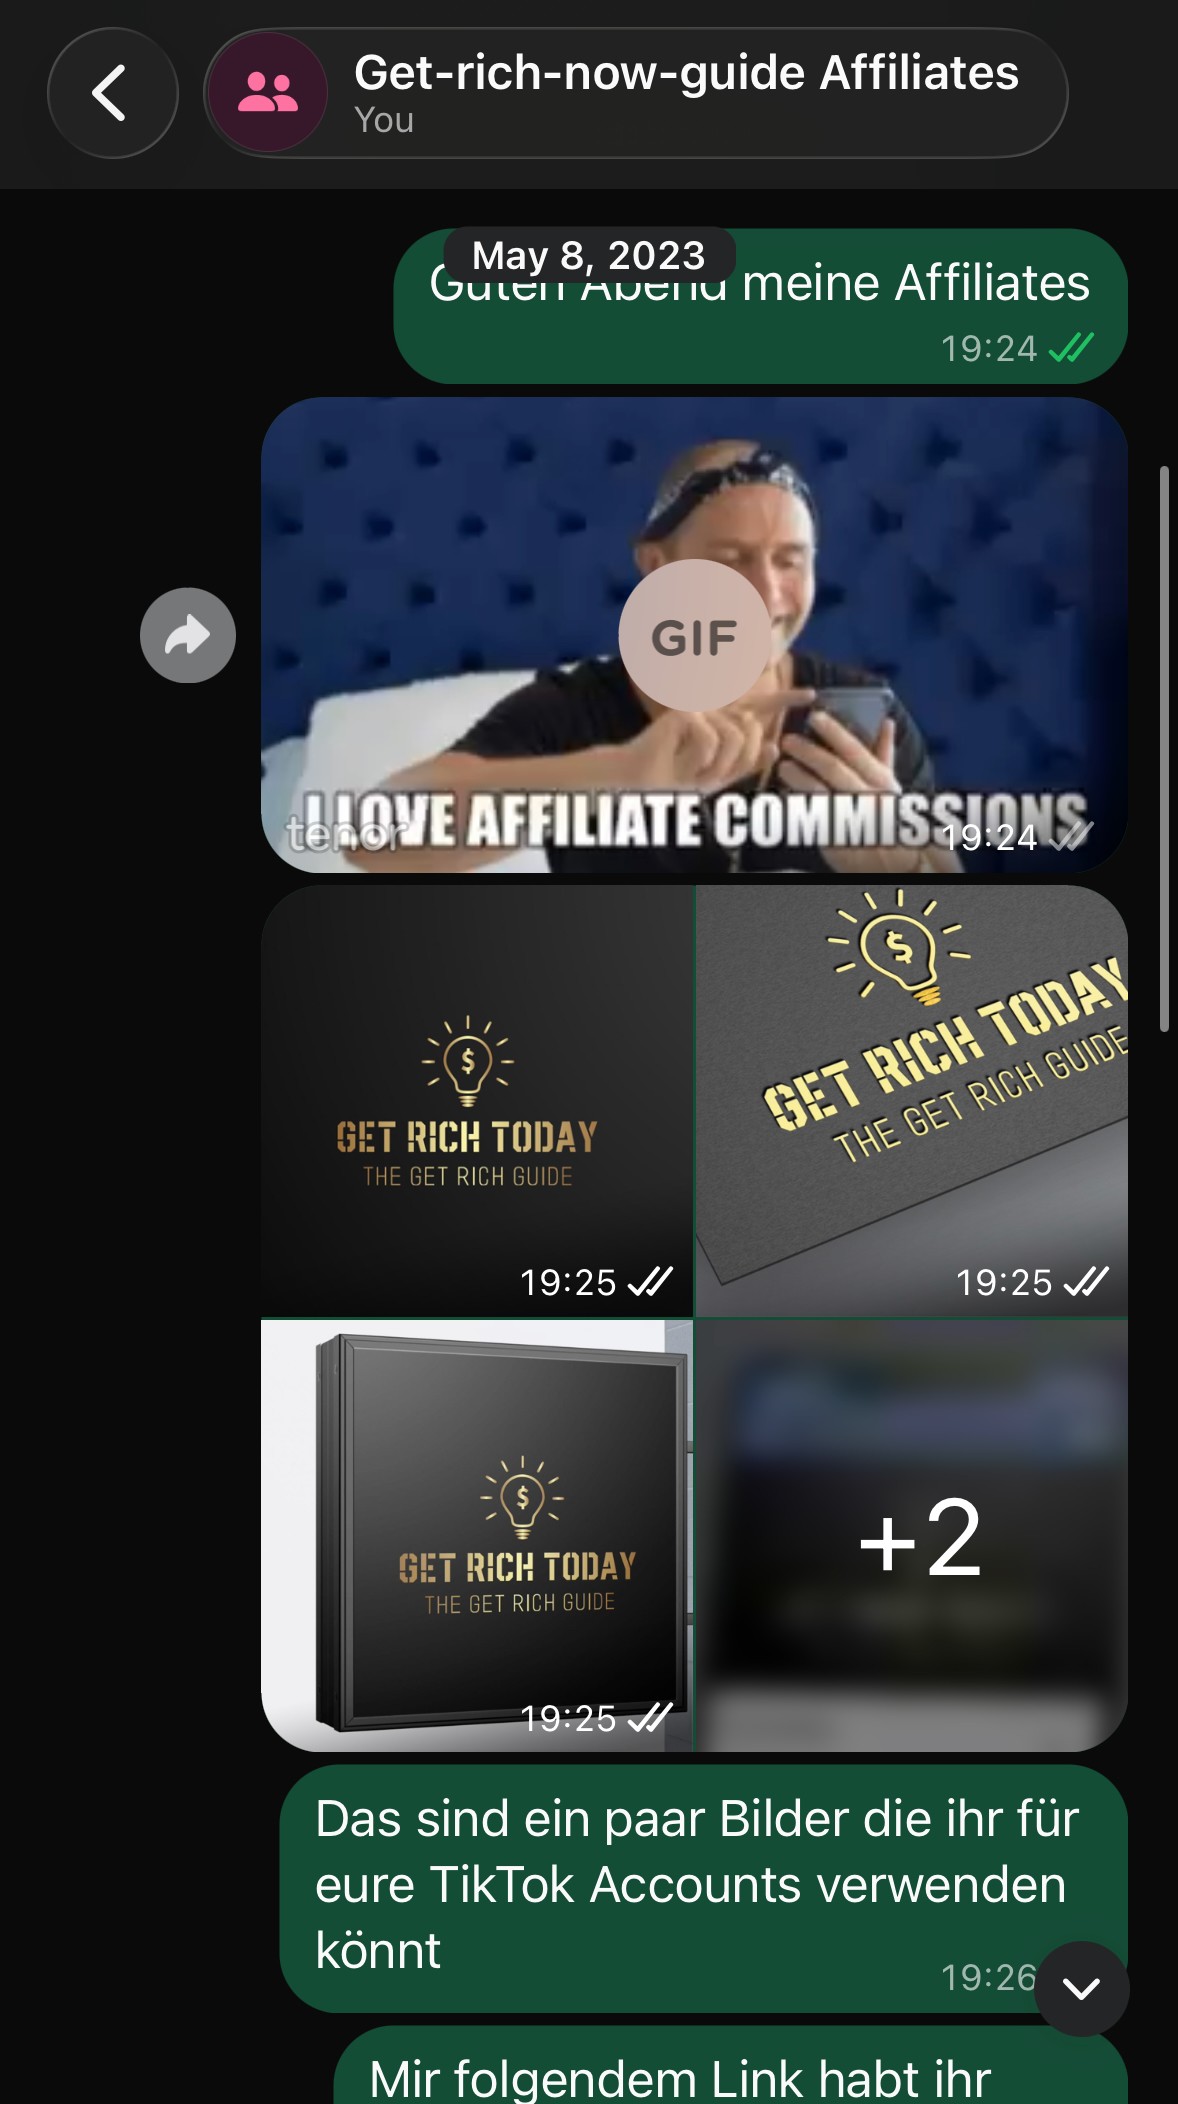 Get-rich-now-guide Affiliates
You
May 8, 2023
Guten Abend meine Affiliates
19:24
GIF
I LOVE AFFILIATE COMMISSIONS
tenor
19:24
$
GET RICH TODAY
THE GET RICH GUIDE
19:25
$
GET RICH TODAY
THE GET RICH GUIDE
19:25
$
GET RICH TODAY
THE GET RICH GUIDE
19:25
+2
Das sind ein paar Bilder die ihr für
eure TikTok Accounts verwenden
könnt
19:26
Mir folgendem Link habt ihr